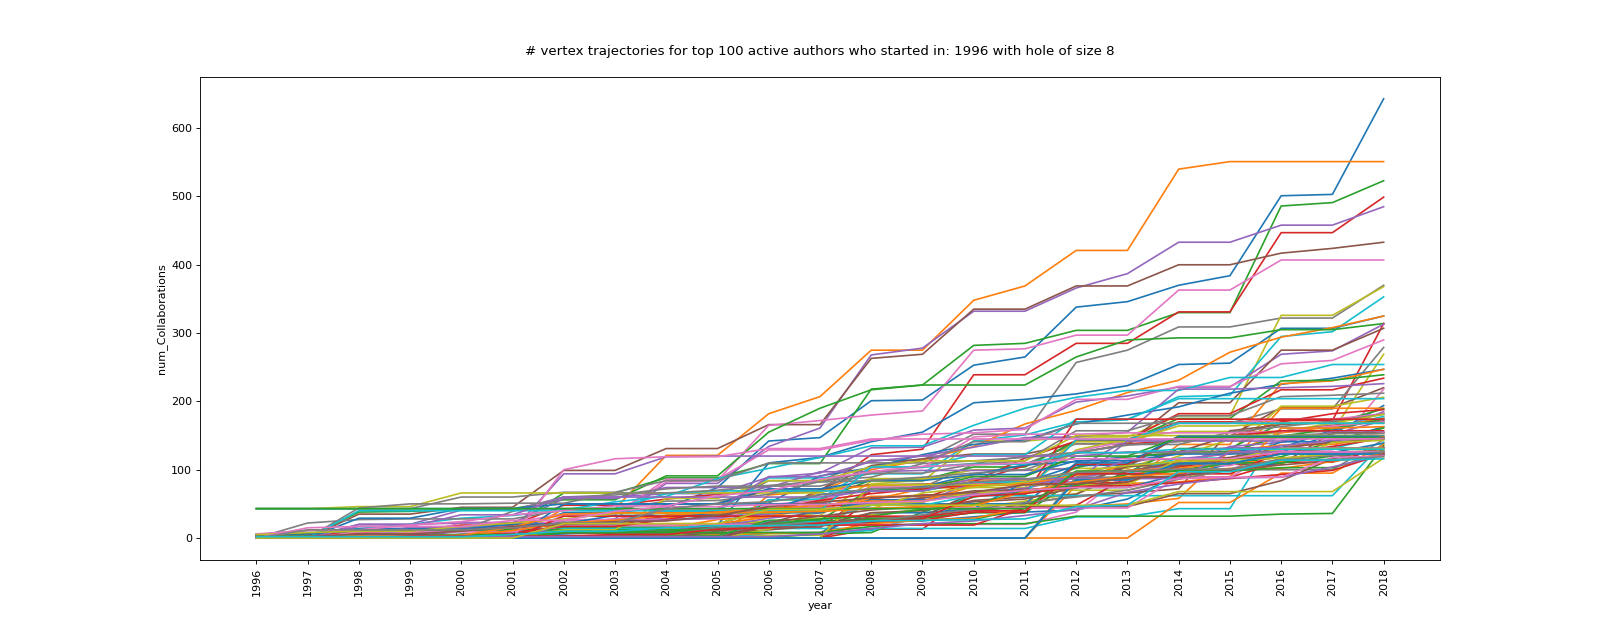 # vertex trajectories for top 100 active authors who started in: 1996 with hole of size 8
num_Collaborations
600
500
400
300
200
100
0
1996 1997 1998 1999 2000 2001 2002 2003 2004 2005 2006 2007 2008 2009 2010 2011 2012 2013 2014 2015 2016 2017 2018
year